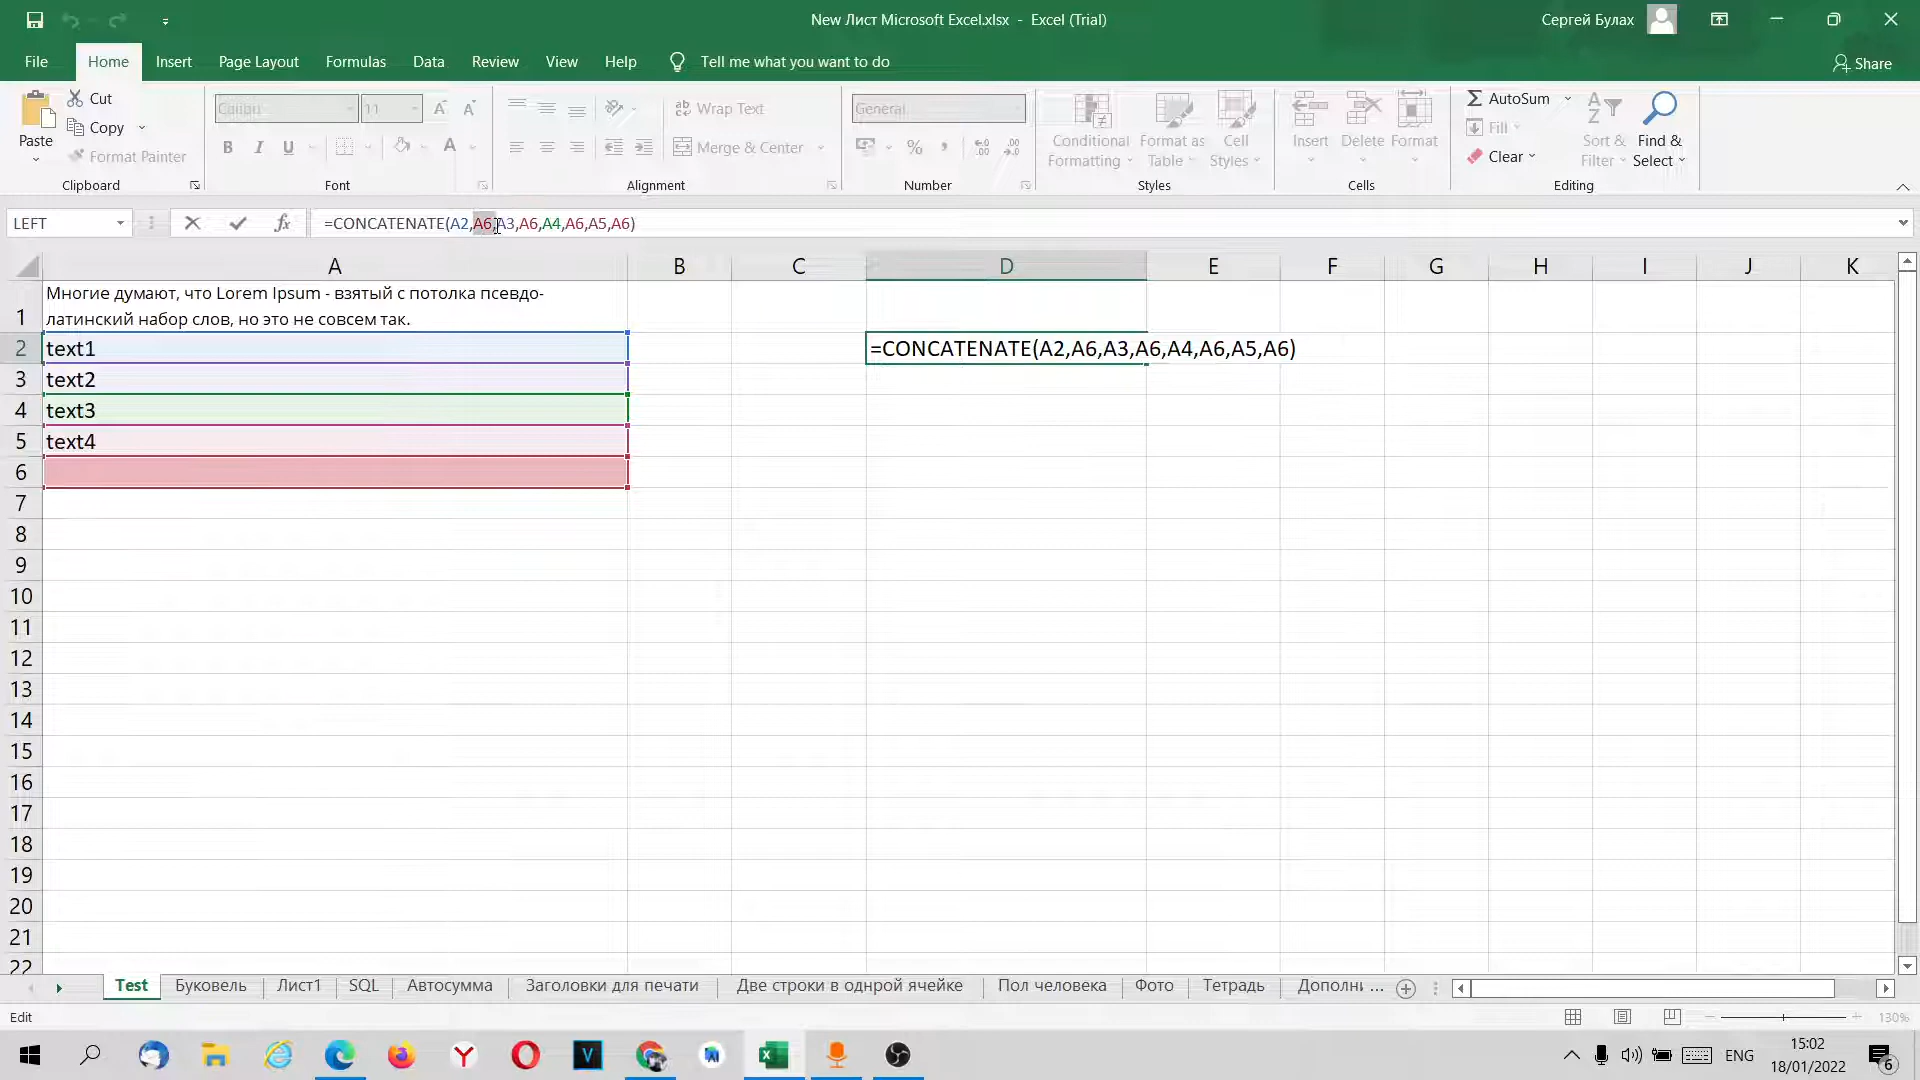 New Лист Microsoft Excel.xlsx - Excel (Trial)
Сергей Булах
File Home Insert Page Layout Formulas Data Review View Help Tell me what you want to do Share
Paste
Cut
Copy
Format Painter
Clipboard
Calibri 11
B I U A
Font
Wrap Text
Merge & Center
Alignment
General
%
Number
Conditional Formatting
Format as Table
Cell Styles
Styles
Insert Delete Format
Cells
AutoSum
Fill
Clear
Sort & Filter
Find & Select
Editing
LEFT fx =CONCATENATE(A2,A6,A3,A6,A4,A6,A5,A6)
A B C D E F G H I J K
1 Многие думают, что Lorem Ipsum - взятый с потолка псевдо-
латинский набор слов, но это не совсем так.
2 text1 =CONCATENATE(A2,A6,A3,A6,A4,A6,A5,A6)
3 text2
4 text3
5 text4
6
7
8
9
10
11
12
13
14
15
16
17
18
19
20
21
22
Test Буковель Лист1 SQL Автосумма Заголовки для печати Две строки в однрой ячейке Пол человека Фото Тетрадь Дополни ...
Edit 130%
ENG 15:02
18/01/2022 6